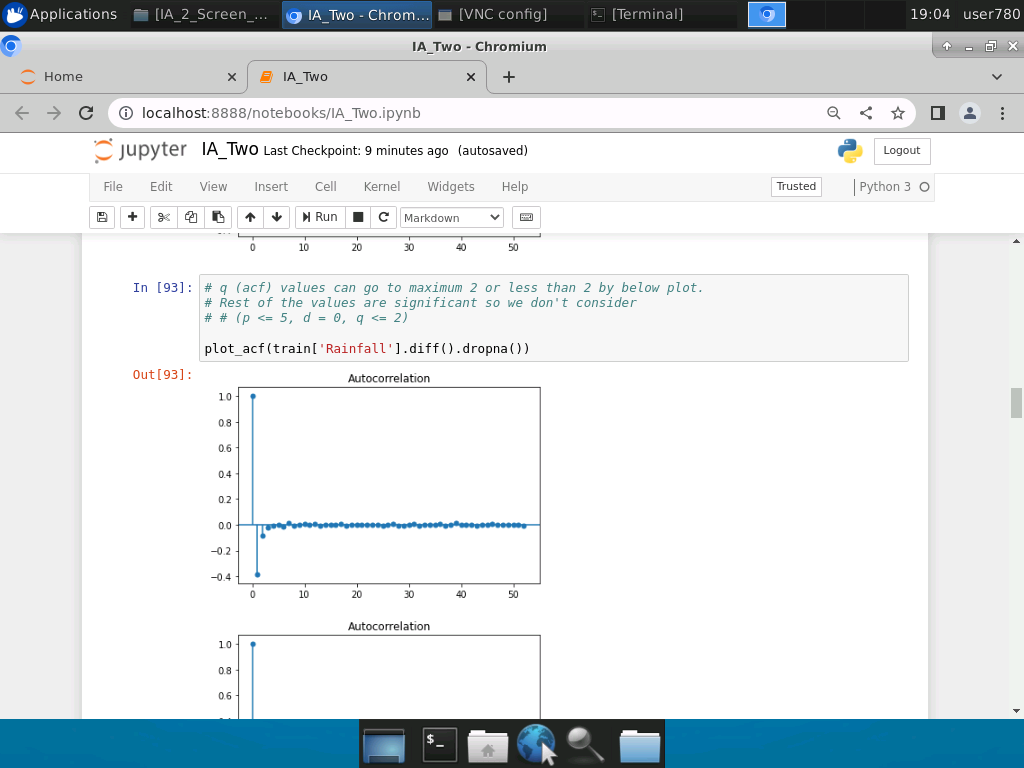 Applications
[IA_2_Screen_...
IA_Two - Chrom...
[VNC config]
[Terminal]
19:04
user780
IA_Two - Chromium
Home
IA_Two
localhost:8888/notebooks/IA_Two.ipynb
jupyter
IA_Two Last Checkpoint: 9 minutes ago (autosaved)
Logout
File Edit View Insert Cell Kernel Widgets Help
Trusted
Python 3
Run
Markdown
0 10 20 30 40 50
In [93]:
# q (acf) values can go to maximum 2 or less than 2 by below plot.
# Rest of the values are significant so we don't consider
# # (p <= 5, d = 0, q <= 2)
plot_acf(train['Rainfall'].diff().dropna())
Out[93]:
Autocorrelation
1.0
0.8
0.6
0.4
0.2
0.0
−0.2
−0.4
0 10 20 30 40 50
Autocorrelation
1.0
0.8
0.6
$_